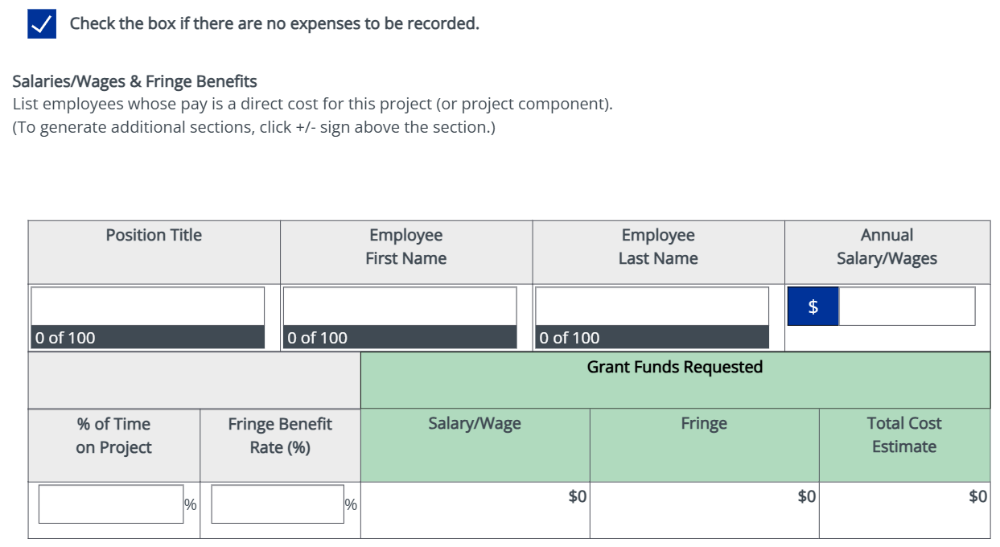 Check the box if there are no expenses to be recorded.
Salaries/Wages & Fringe Benefits
List employees whose pay is a direct cost for this project (or project component).
(To generate additional sections, click +/- sign above the section.)
Position Title
Employee
First Name
Employee
Last Name
Annual
Salary/Wages
0 of 100
0 of 100
0 of 100
$
Grant Funds Requested
% of Time
on Project
Fringe Benefit
Rate (%)
Salary/Wage
Fringe
Total Cost
Estimate
%
%
$0
$0
$0